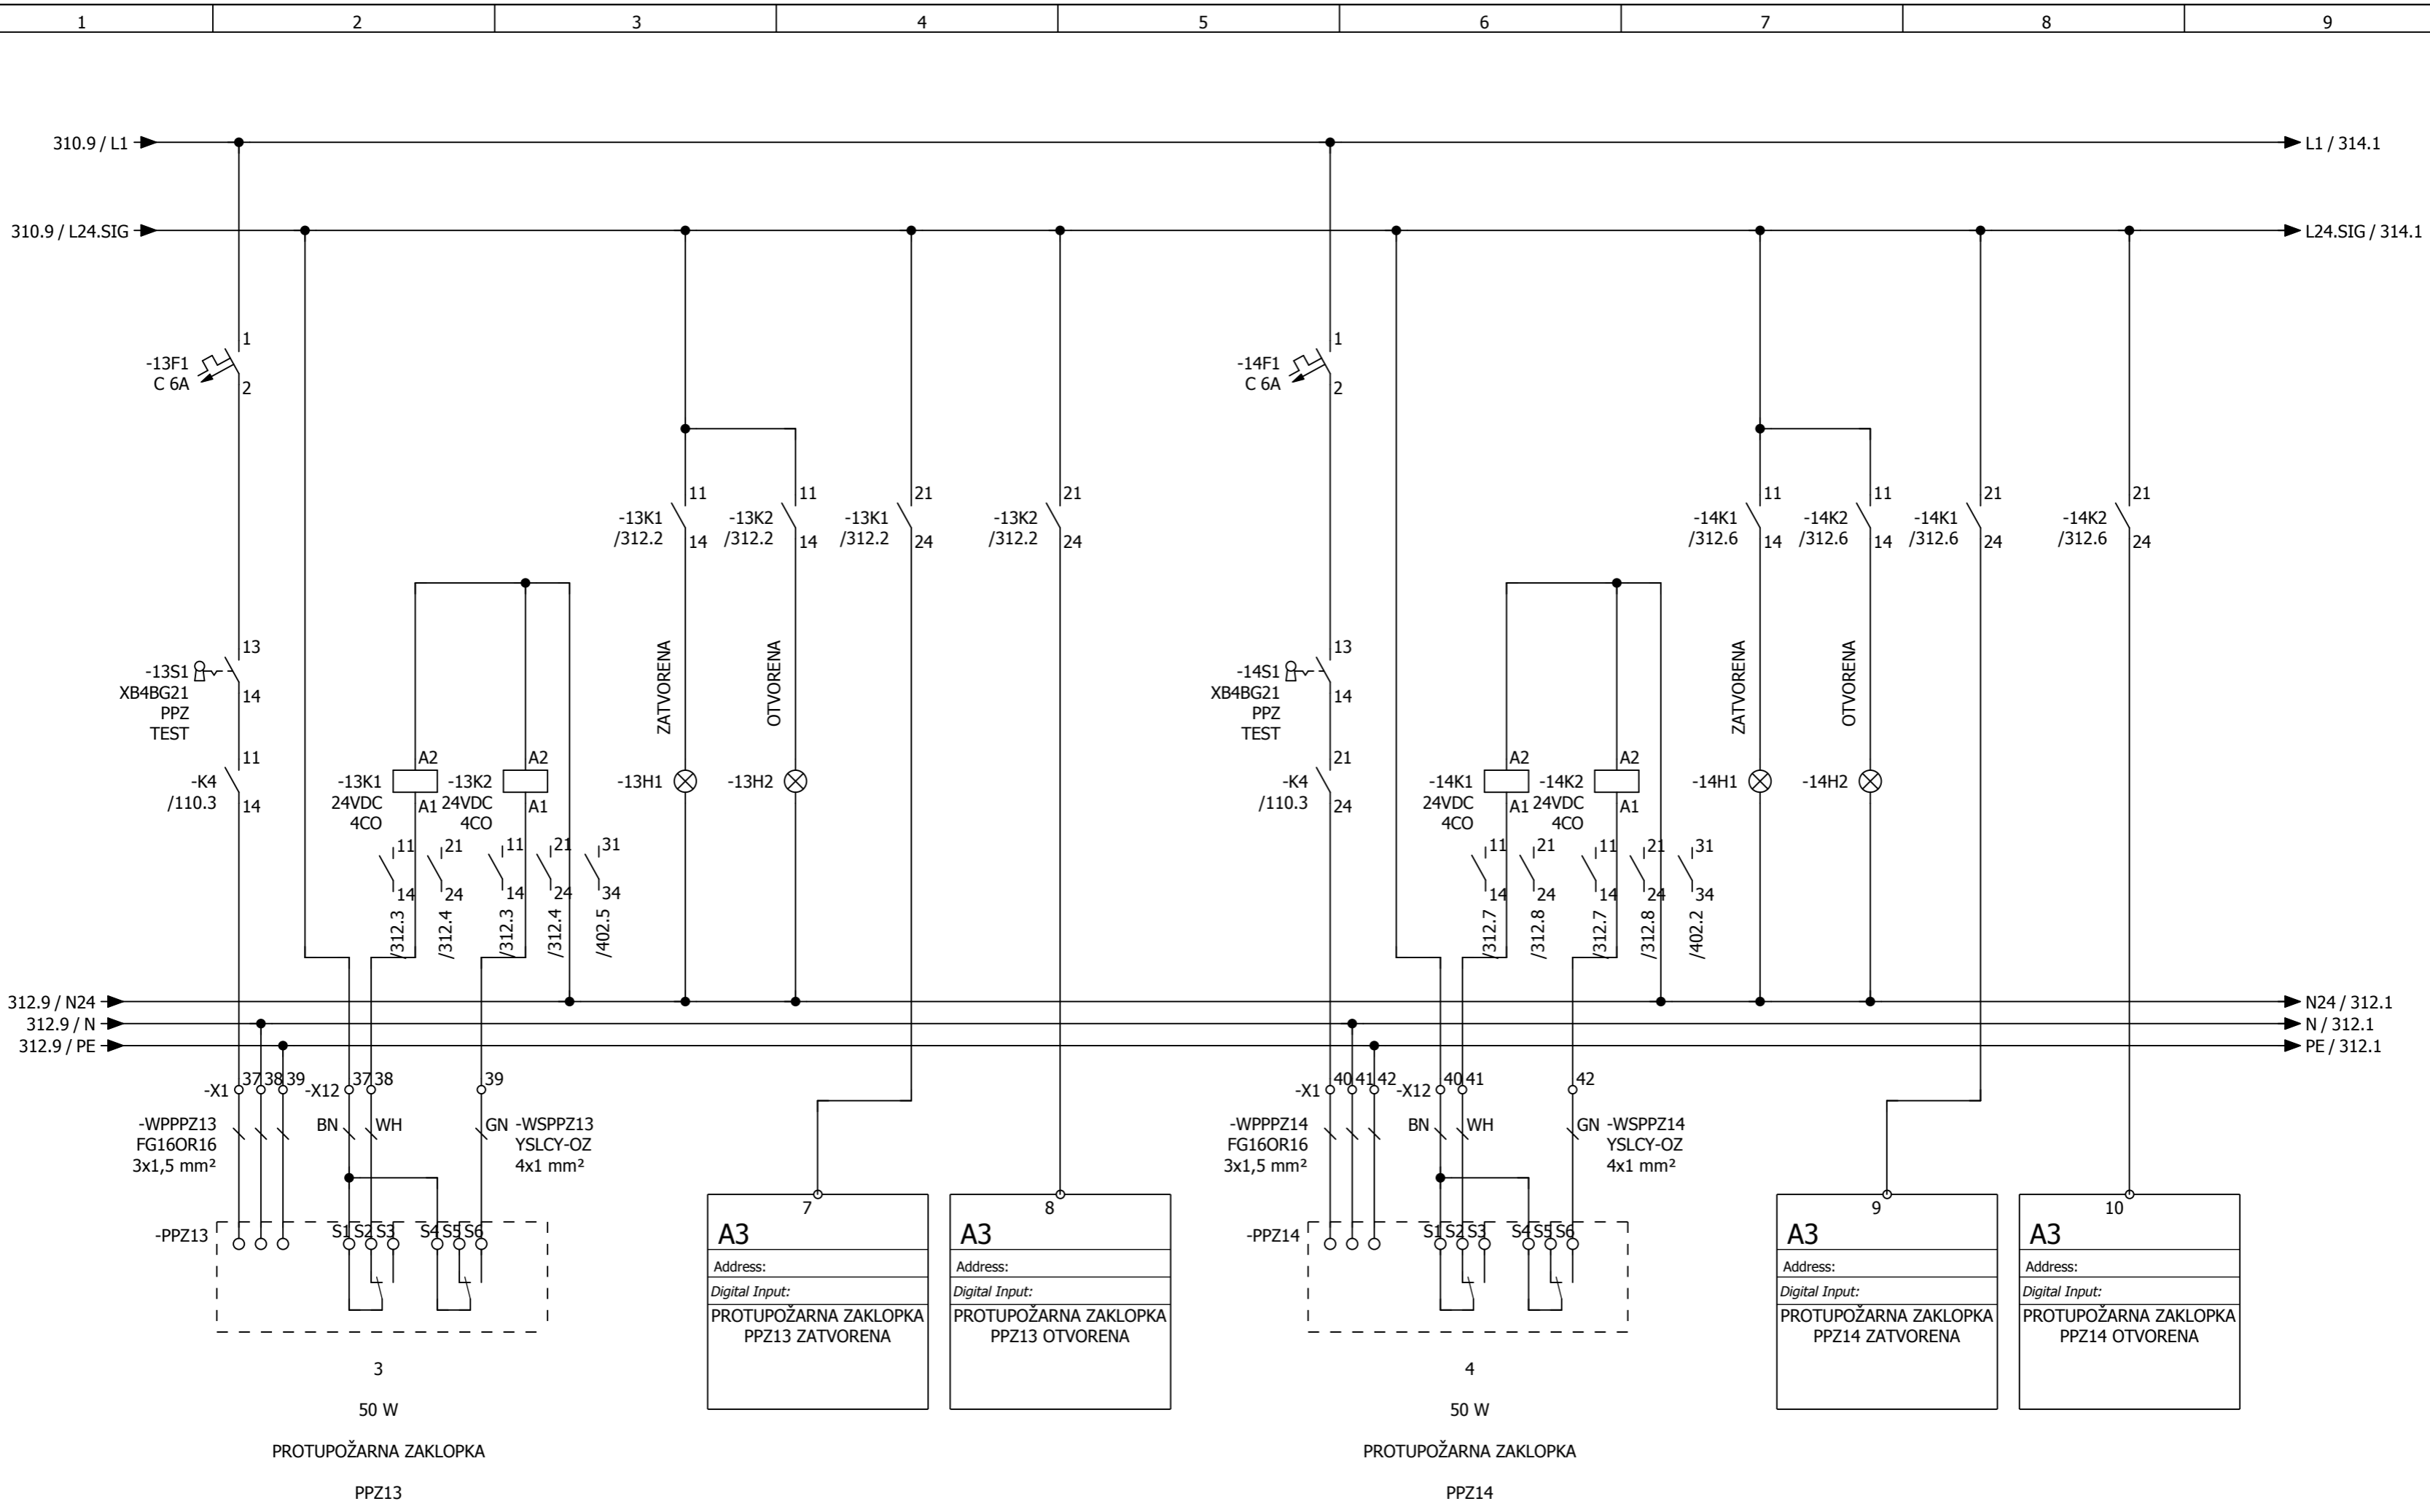 1 2 3 4 5 6 7 8 9
310.9 / L1
L1 / 314.1
310.9 / L24.SIG
L24.SIG / 314.1
1
-13F1
C 6A
2
1
-14F1
C 6A
2
11
-13K1
/312.2
14
11
-13K2
/312.2
14
21
-13K1
/312.2
24
21
-13K2
/312.2
24
11
-14K1
/312.6
14
11
-14K2
/312.6
14
21
-14K1
/312.6
24
21
-14K2
/312.6
24
13
-13S1
XB4BG21
14
PPZ
TEST
ZATVORENA
OTVORENA
13
-14S1
XB4BG21
14
PPZ
TEST
ZATVORENA
OTVORENA
11
-K4
/110.3
14
A2
-13K1
24VDC
A1
4CO
A2
-13K2
24VDC
A1
4CO
-13H1
-13H2
21
-K4
/110.3
24
A2
-14K1
24VDC
A1
4CO
A2
-14K2
24VDC
A1
4CO
-14H1
-14H2
11 21 11 21 31
14 24 14 24 34
/312.3 /312.4 /312.3 /312.4 /402.5
11 21 11 21 31
14 24 14 24 34
/312.7 /312.8 /312.7 /312.8 /402.2
312.9 / N24
N24 / 312.1
312.9 / N
N / 312.1
312.9 / PE
PE / 312.1
-X1 37 38 39
-X12 37 38 39
-X1 40 41 42
-X12 40 41 42
-WPPPZ13
FG16OR16
3x1,5 mm²
BN WH GN
-WSPPZ13
YSLCY-OZ
4x1 mm²
-WPPPZ14
FG16OR16
3x1,5 mm²
BN WH GN
-WSPPZ14
YSLCY-OZ
4x1 mm²
-PPZ13
S1 S2 S3 S4 S5 S6
7
A3
Address:
Digital Input:
PROTUPOŽARNA ZAKLOPKA
PPZ13 ZATVORENA
8
A3
Address:
Digital Input:
PROTUPOŽARNA ZAKLOPKA
PPZ13 OTVORENA
-PPZ14
S1 S2 S3 S4 S5 S6
9
A3
Address:
Digital Input:
PROTUPOŽARNA ZAKLOPKA
PPZ14 ZATVORENA
10
A3
Address:
Digital Input:
PROTUPOŽARNA ZAKLOPKA
PPZ14 OTVORENA
3
50 W
PROTUPOŽARNA ZAKLOPKA
PPZ13
4
50 W
PROTUPOŽARNA ZAKLOPKA
PPZ14